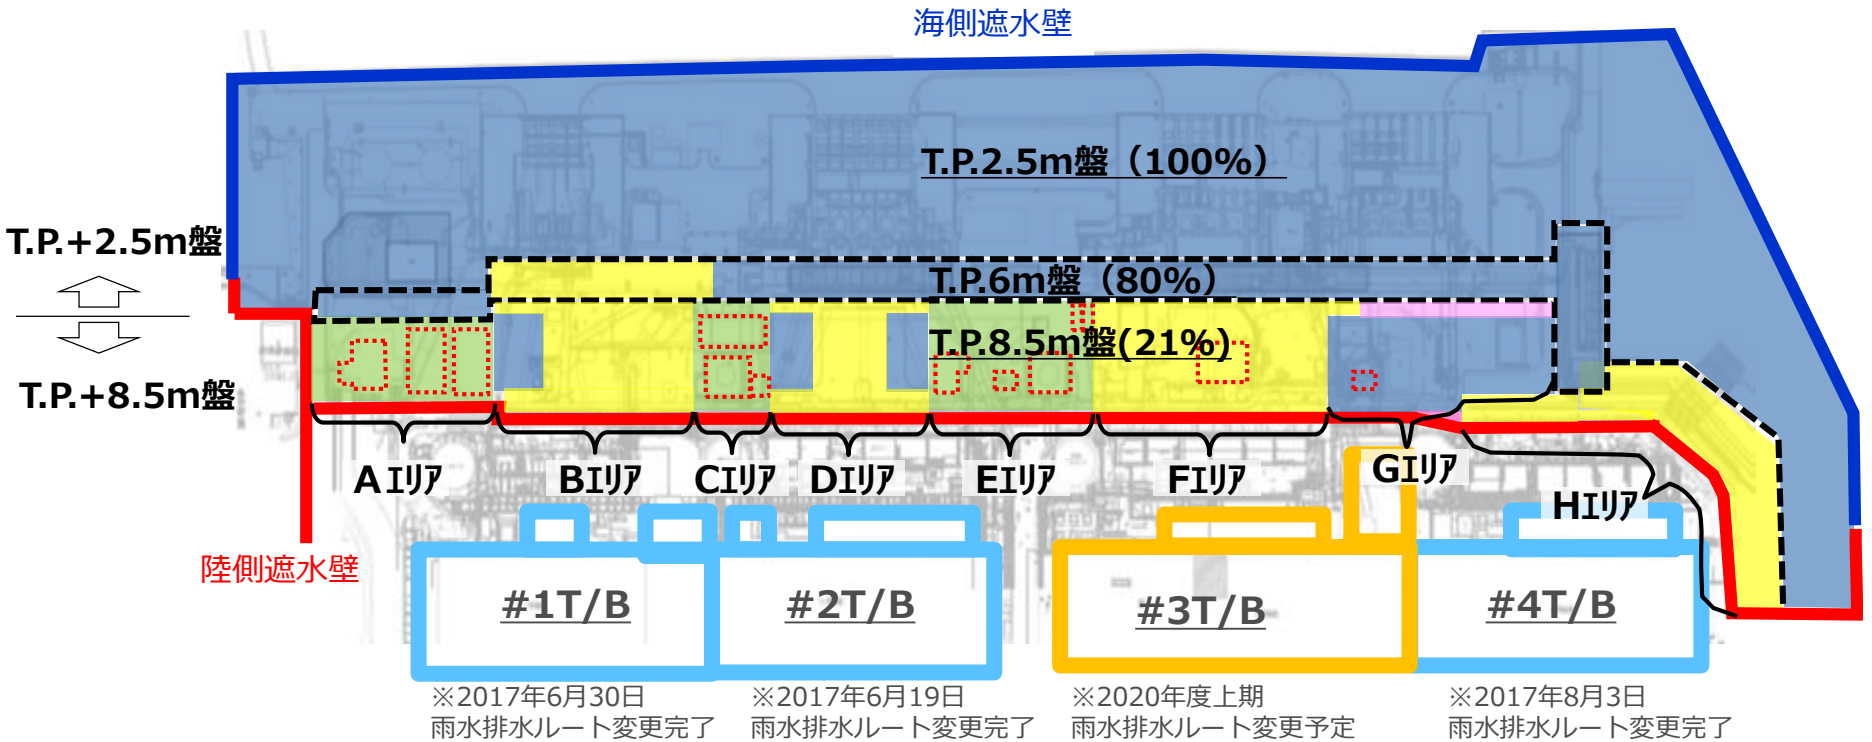 海側遮水壁
T.P.2.5m盤（100%）
T.P.+2.5m盤
T.P.6m盤（80%）
T.P.8.5m盤(21%)
T.P.+8.5m盤
Aｴﾘｱ
Bｴﾘｱ
Cｴﾘｱ
Dｴﾘｱ
Eｴﾘｱ
Fｴﾘｱ
Gｴﾘｱ
Hｴﾘｱ
陸側遮水壁
#1T/B
#2T/B
#3T/B
#4T/B
※2017年6月30日
雨水排水ルート変更完了
※2017年6月19日
雨水排水ルート変更完了
※2020年度上期
雨水排水ルート変更予定
※2017年8月3日
雨水排水ルート変更完了